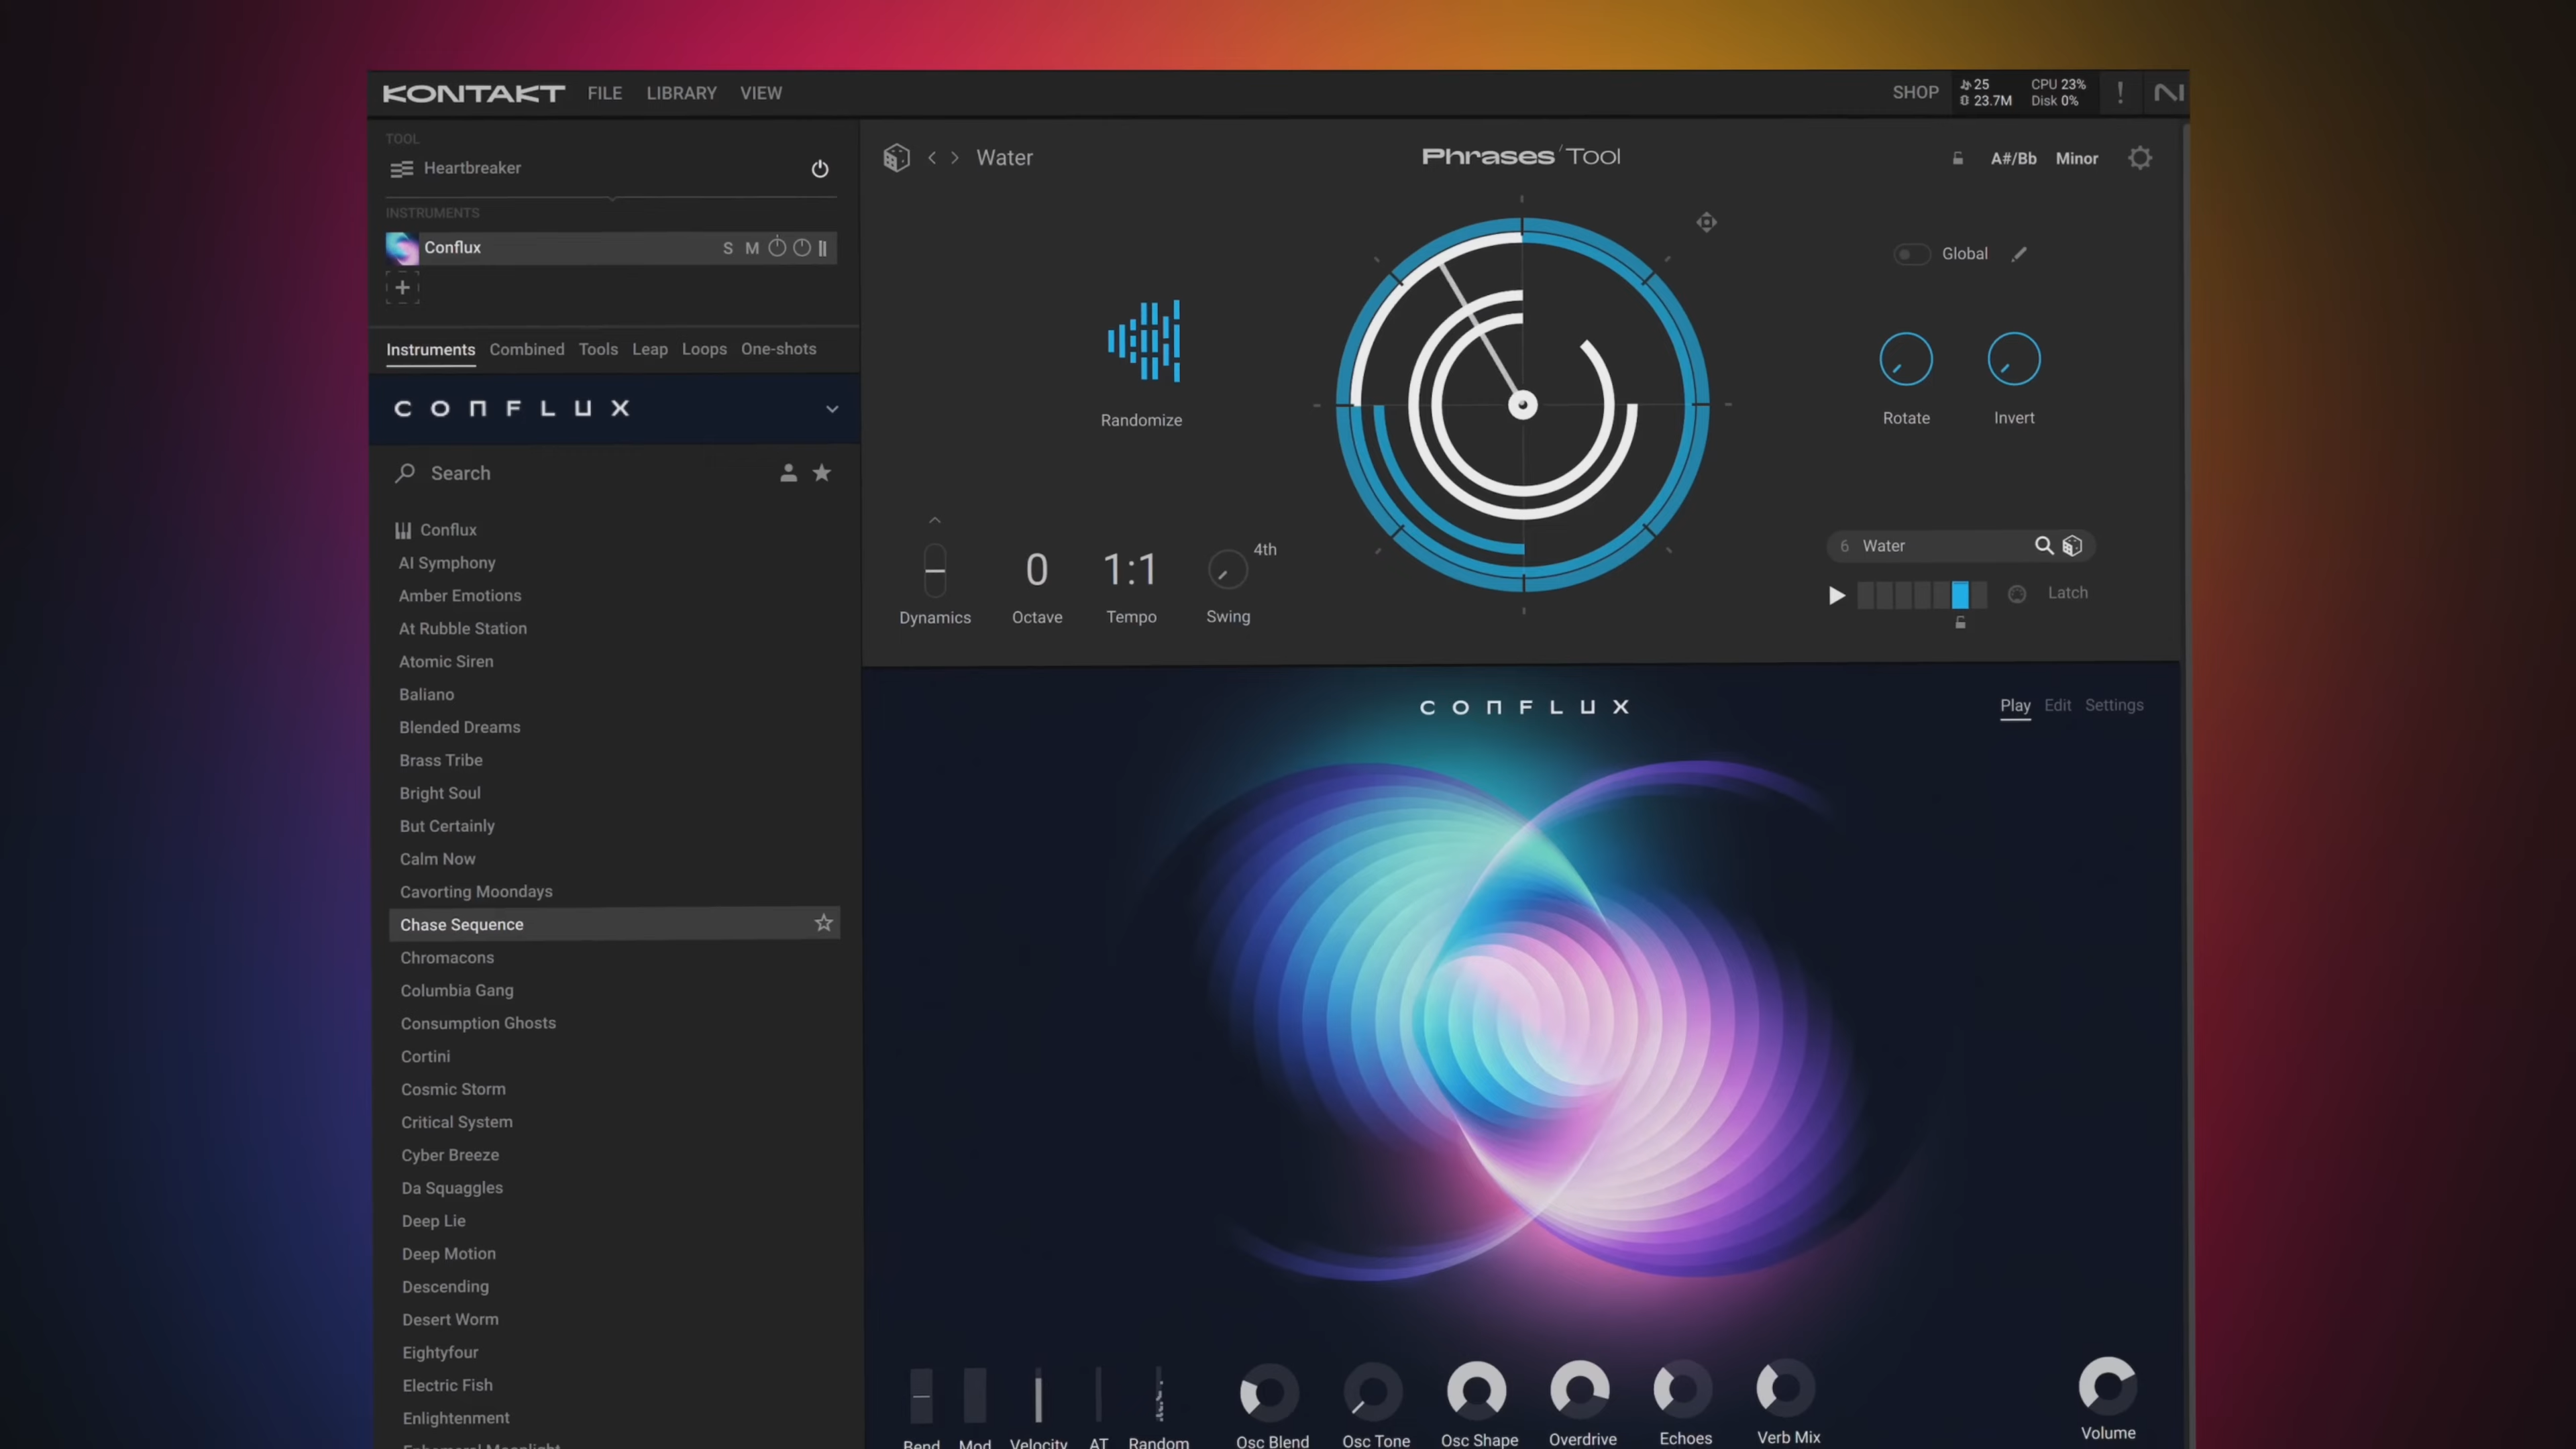 KONTAKT FILE LIBRARY VIEW
SHOP
25
23.7M
CPU 23%
Disk 0%
TOOL
Heartbreaker
INSTRUMENTS
Conflux
S M
Instruments Combined Tools Leap Loops One-shots
CONFLUX
Search
Conflux
AI Symphony
Amber Emotions
At Rubble Station
Atomic Siren
Baliano
Blended Dreams
Brass Tribe
Bright Soul
But Certainly
Calm Now
Cavorting Moondays
Chase Sequence
Chromacons
Columbia Gang
Consumption Ghosts
Cortini
Cosmic Storm
Critical System
Cyber Breeze
Da Squaggles
Deep Lie
Deep Motion
Descending
Desert Worm
Eightyfour
Electric Fish
Enlightenment
Ephemeral Moonlight
Water
Phrases/Tool
A#/Bb Minor
Global
Randomize
Rotate
Invert
4th
0
1:1
Dynamics
Octave
Tempo
Swing
6 Water
Latch
CONFLUX
Play Edit Settings
Bend
Mod
Velocity
AT
Random
Osc Blend
Osc Tone
Osc Shape
Overdrive
Echoes
Verb Mix
Volume